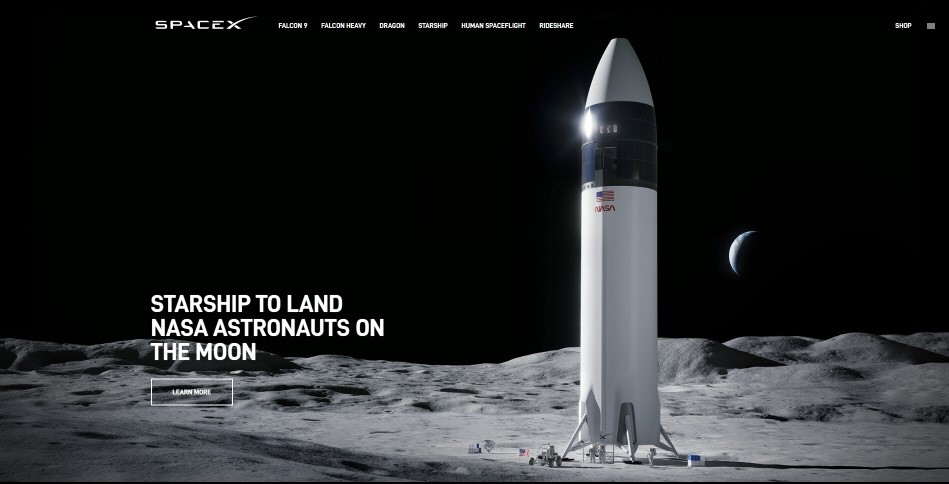 SPACEX
FALCON 9 FALCON HEAVY DRAGON STARSHIP HUMAN SPACEFLIGHT RIDESHARE SHOP
NASA
STARSHIP TO LAND
NASA ASTRONAUTS ON
THE MOON
LEARN MORE